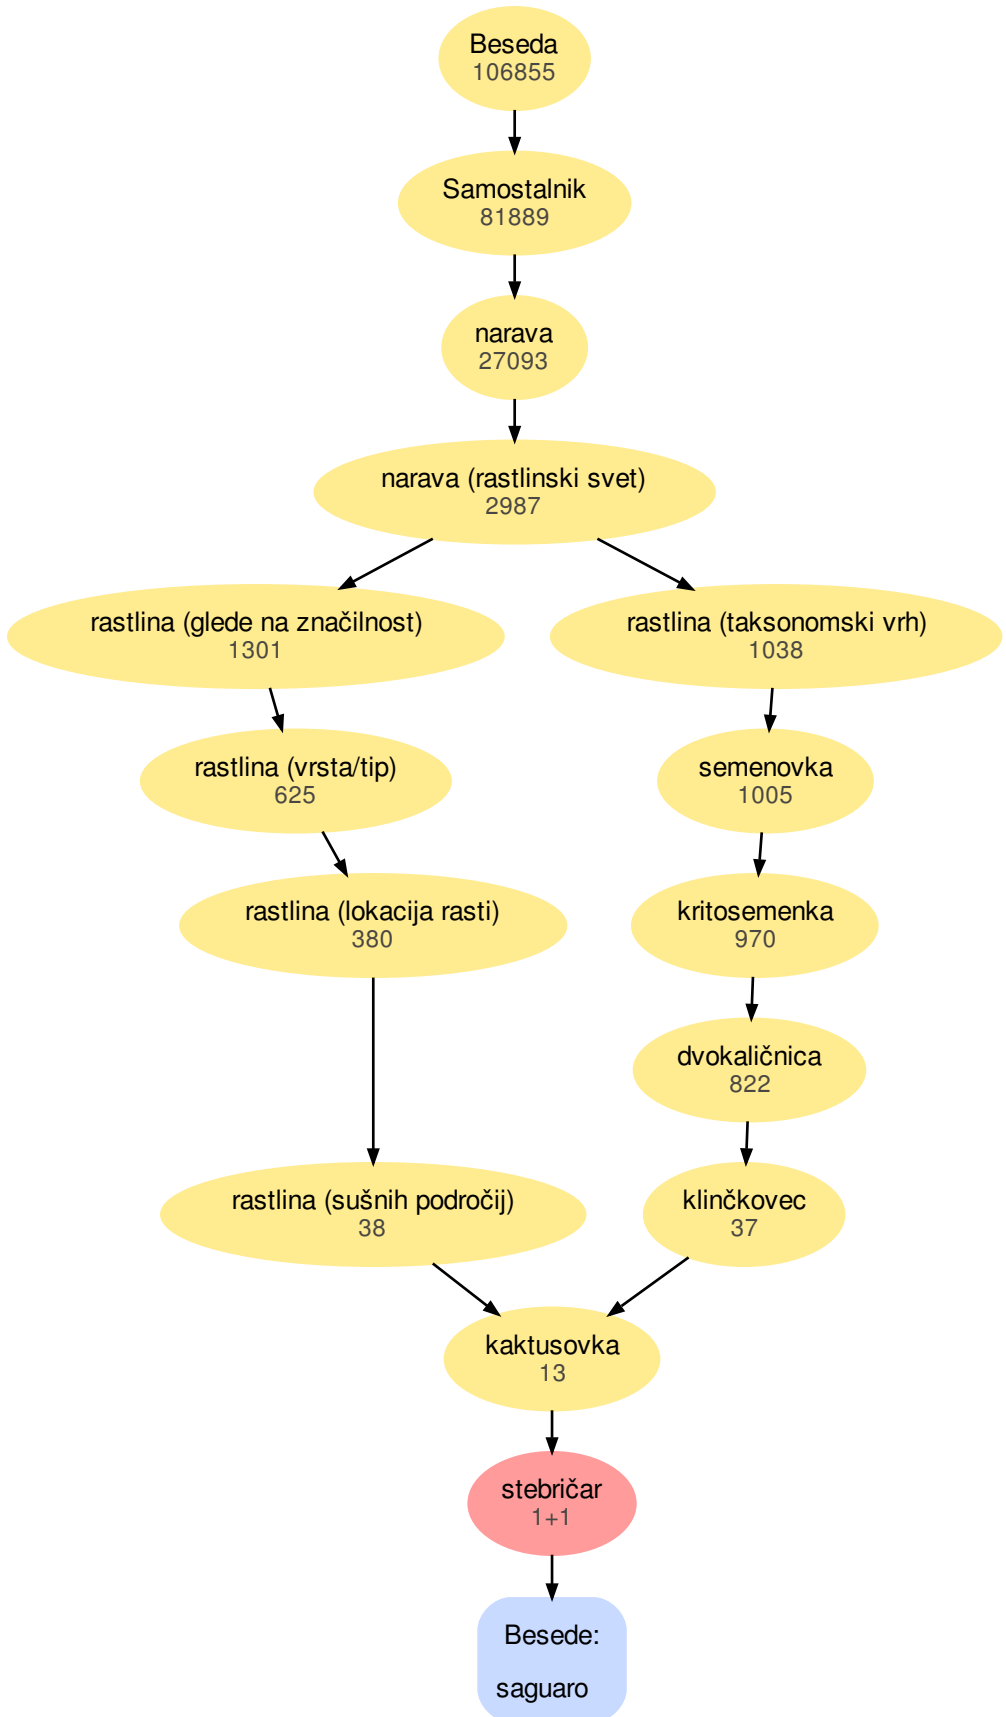 Beseda
106855
Samostalnik
81889
narava
27093
narava (rastlinski svet)
2987
rastlina (glede na značilnost)
1301
rastlina (taksonomski vrh)
1038
rastlina (vrsta/tip)
625
semenovka
1005
rastlina (lokacija rasti)
380
kritosemenka
970
dvokaličnica
822
rastlina (sušnih področij)
38
klinčkovec
37
kaktusovka
13
stebričar
1+1
Besede:
saguaro